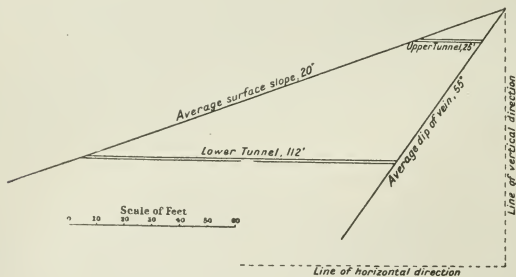 Upper Tunnel, 25'
Average surface slope, 20°
Average dip of vein, 55°
Lower Tunnel, 112'
Line of vertical direction
Scale of Feet
0 10 20 30 40 50 60
Line of horizontal direction